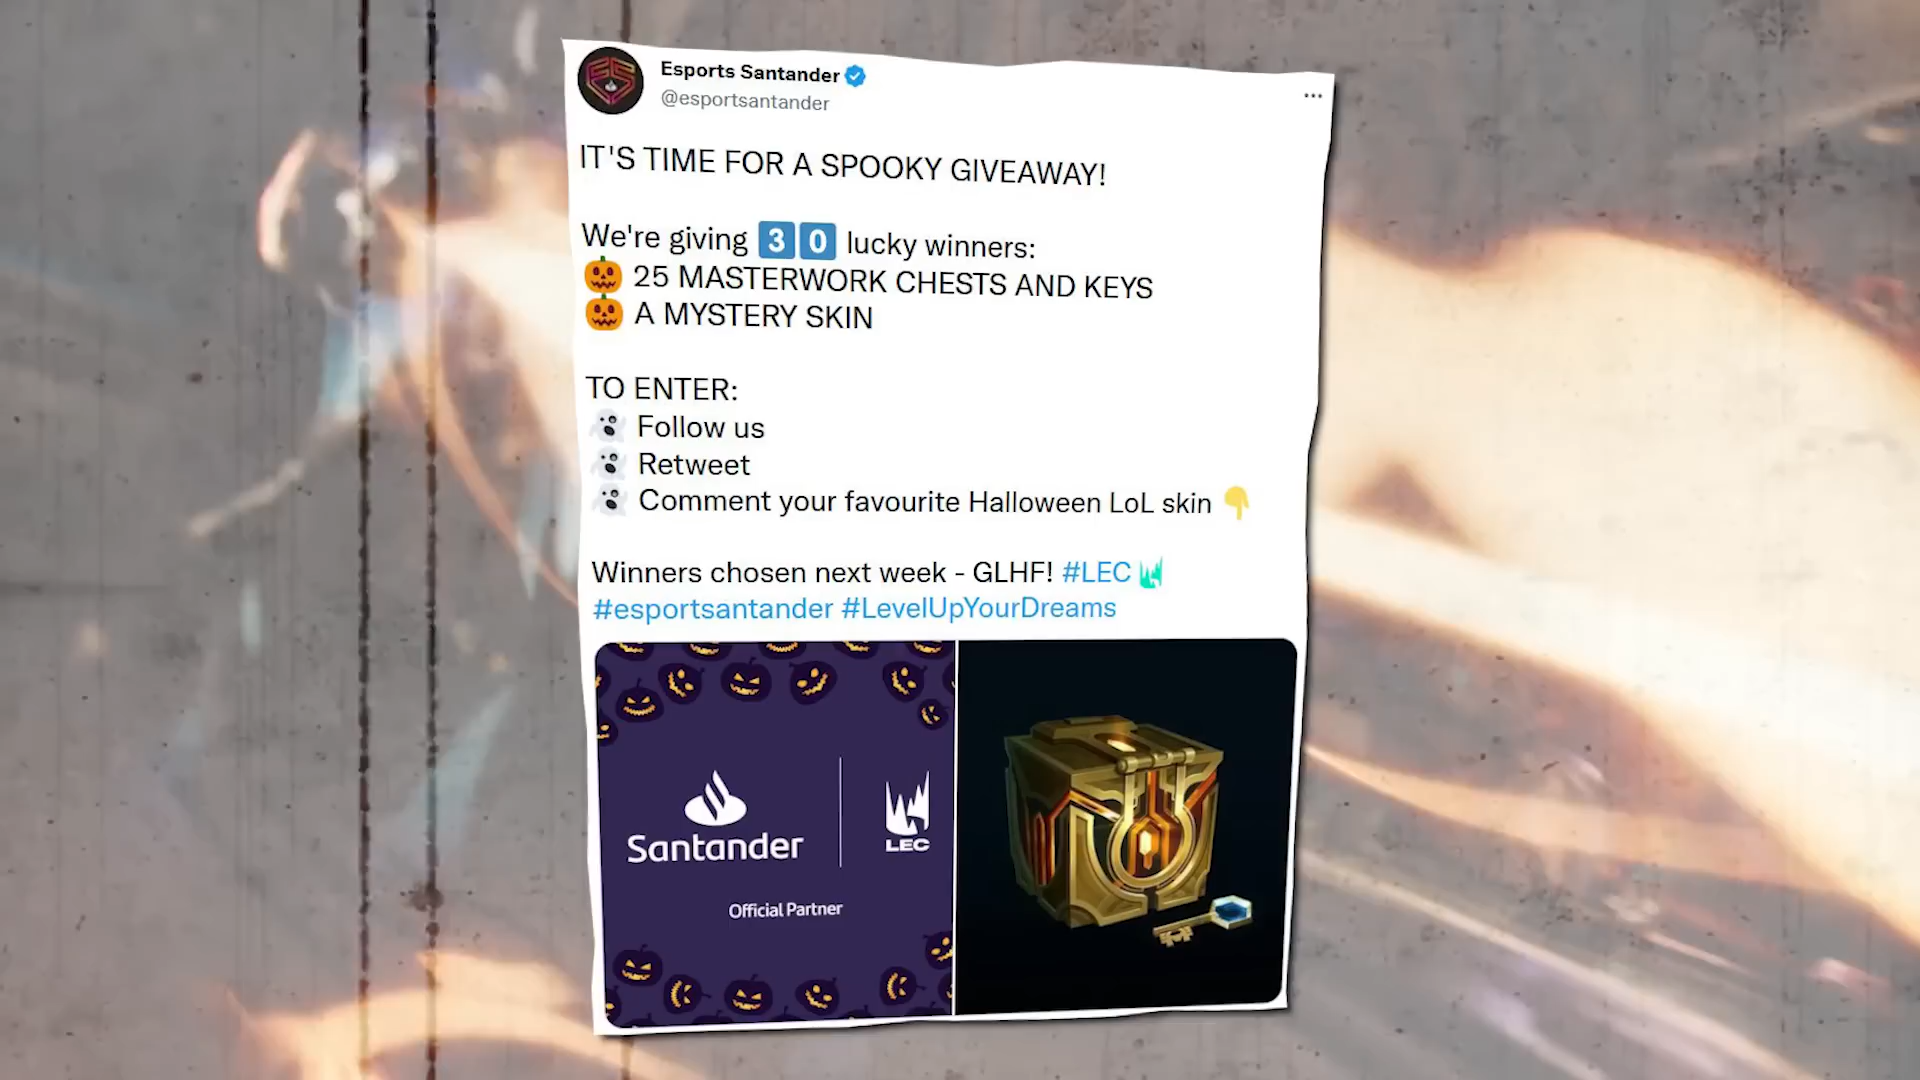 Esports Santander
@esportsantander
IT'S TIME FOR A SPOOKY GIVEAWAY!
We're giving 30 lucky winners:
🎃 25 MASTERWORK CHESTS AND KEYS
🎃 A MYSTERY SKIN
TO ENTER:
👻 Follow us
👻 Retweet
👻 Comment your favourite Halloween LoL skin 👇
Winners chosen next week - GLHF! #LEC
#esportsantander #LevelUpYourDreams
Santander
LEC
Official Partner